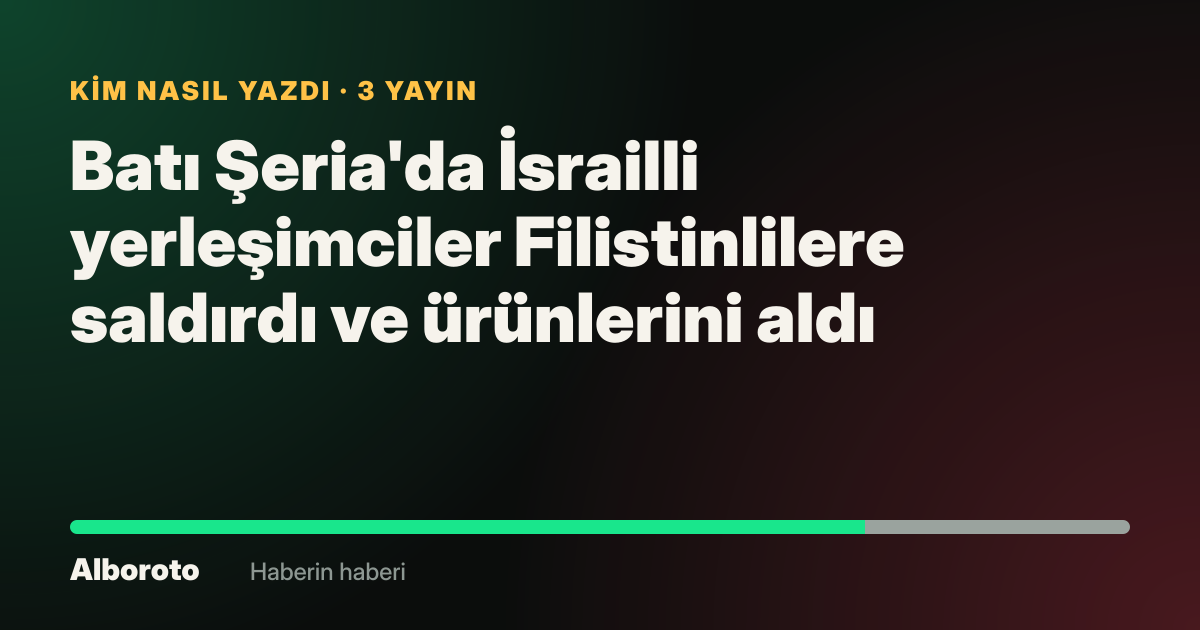 KİM NASIL YAZDI · 3 YAYIN
Batı Şeria'da İsrailli
yerleşimciler Filistinlilere
saldırdı ve ürünlerini aldı
Alboroto
Haberin haberi